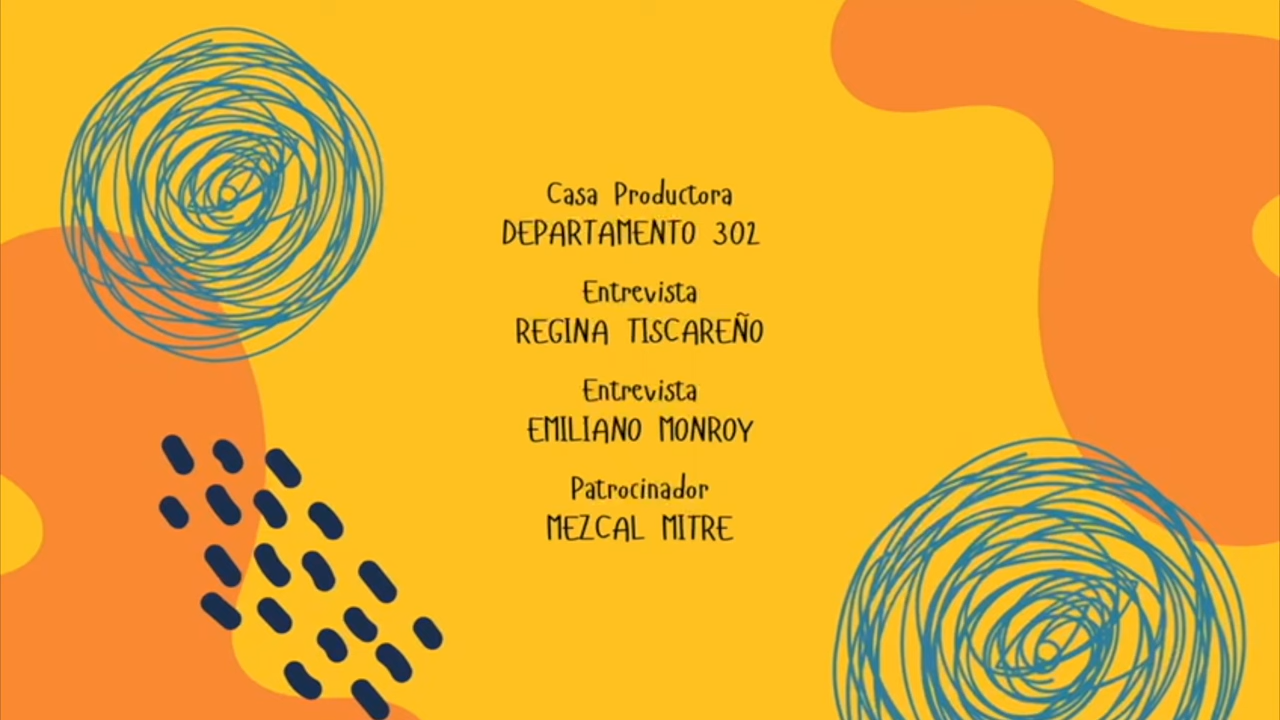 Casa Productora
DEPARTAMENTO 302
Entrevista
REGINA TISCAREÑO
Entrevista
EMILIANO MONROY
Patrocinador
MEZCAL MITRE